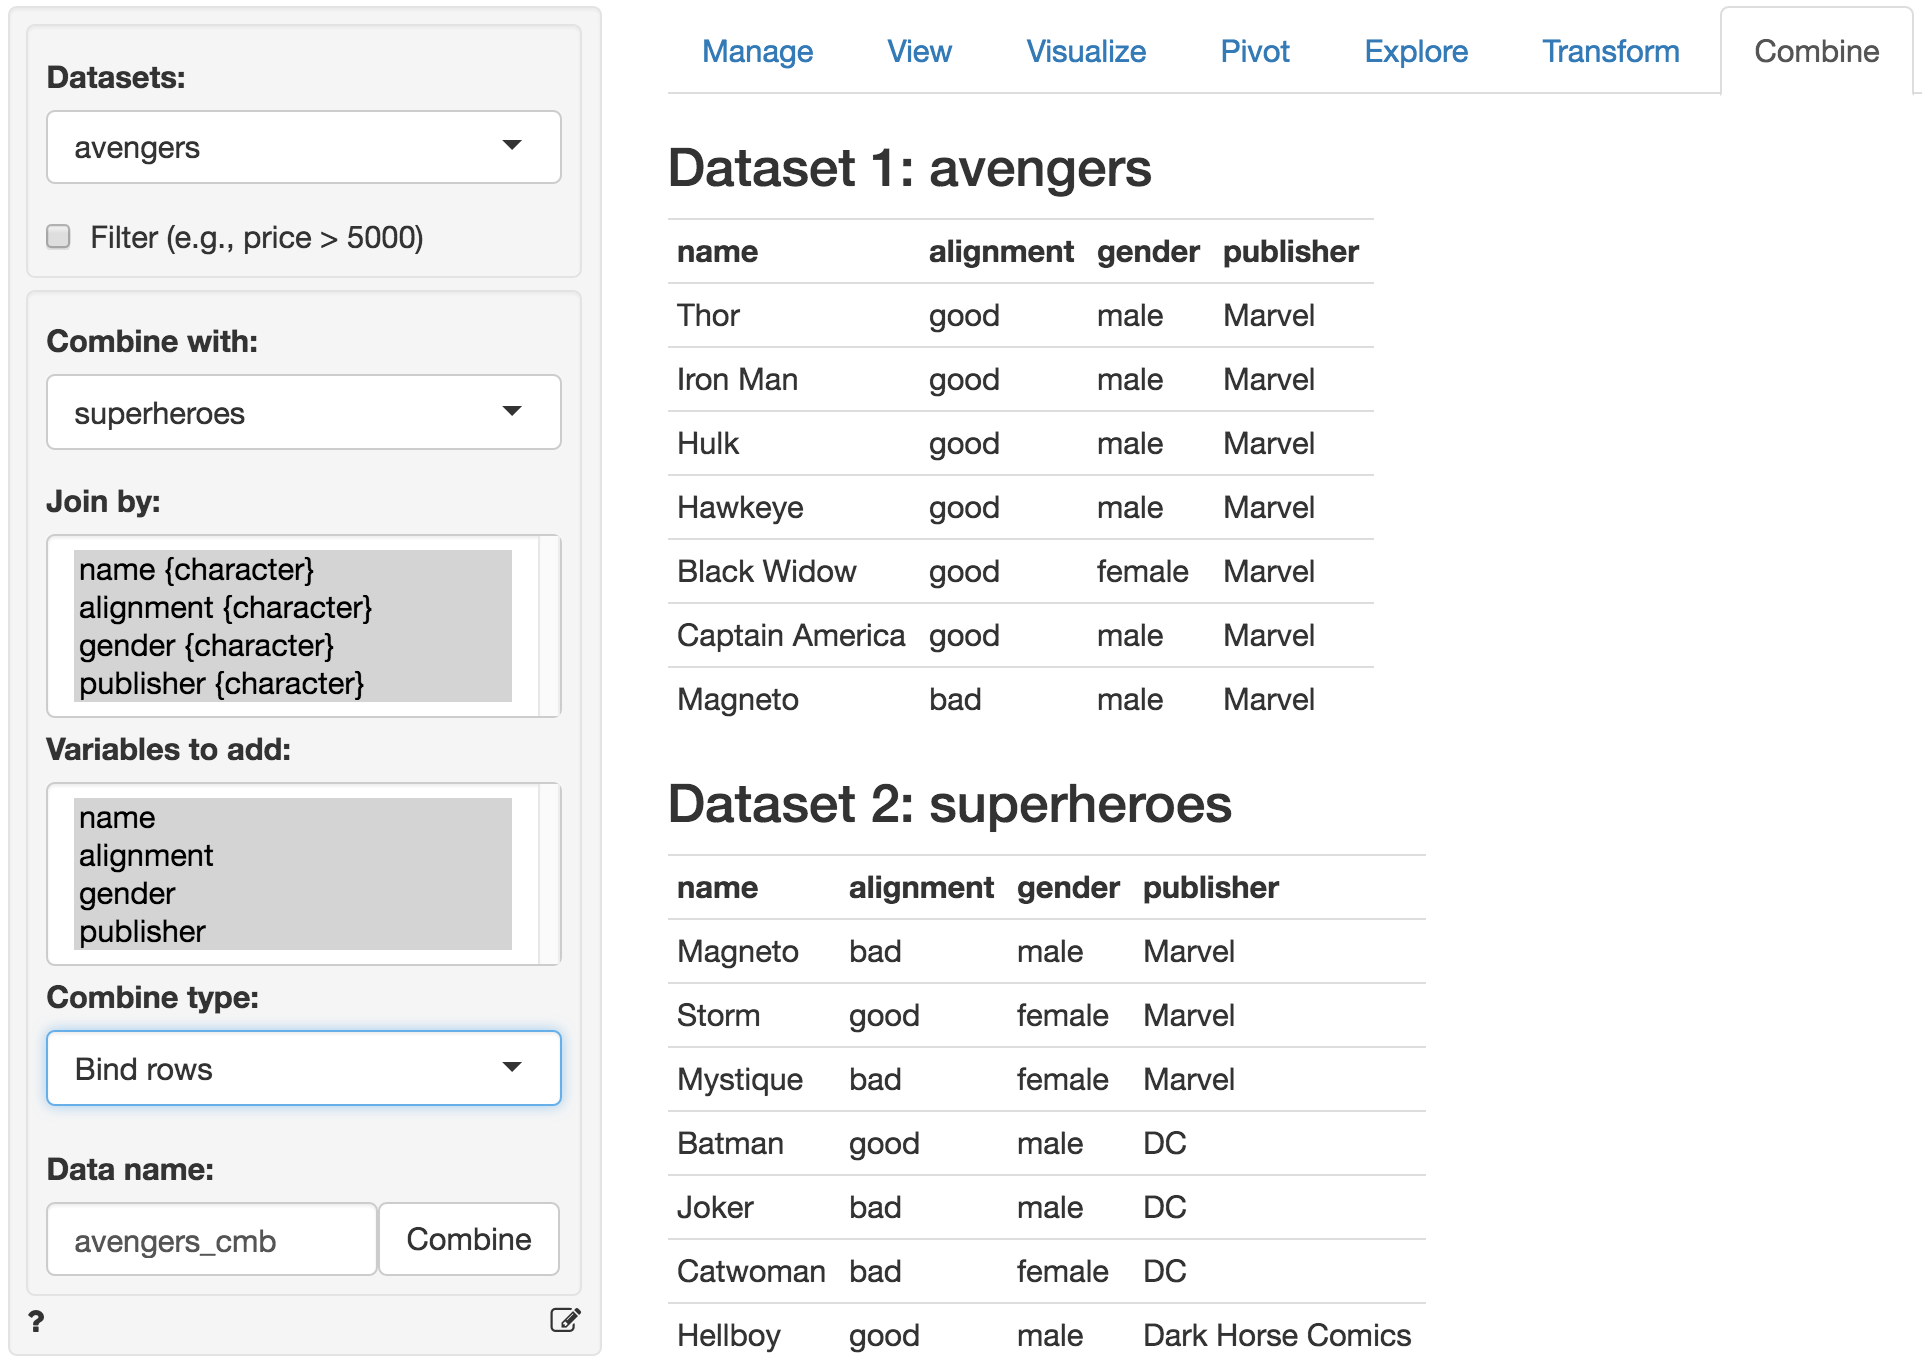 Datasets:
avengers
Filter (e.g., price > 5000)
Combine with:
superheroes
Join by:
name {character}
alignment {character}
gender {character}
publisher {character}
Variables to add:
name
alignment
gender
publisher
Combine type:
Bind rows
Data name:
avengers_cmb Combine
?
Manage View Visualize Pivot Explore Transform Combine
Dataset 1: avengers
name alignment gender publisher
Thor good male Marvel
Iron Man good male Marvel
Hulk good male Marvel
Hawkeye good male Marvel
Black Widow good female Marvel
Captain America good male Marvel
Magneto bad male Marvel
Dataset 2: superheroes
name alignment gender publisher
Magneto bad male Marvel
Storm good female Marvel
Mystique bad female Marvel
Batman good male DC
Joker bad male DC
Catwoman bad female DC
Hellboy good male Dark Horse Comics